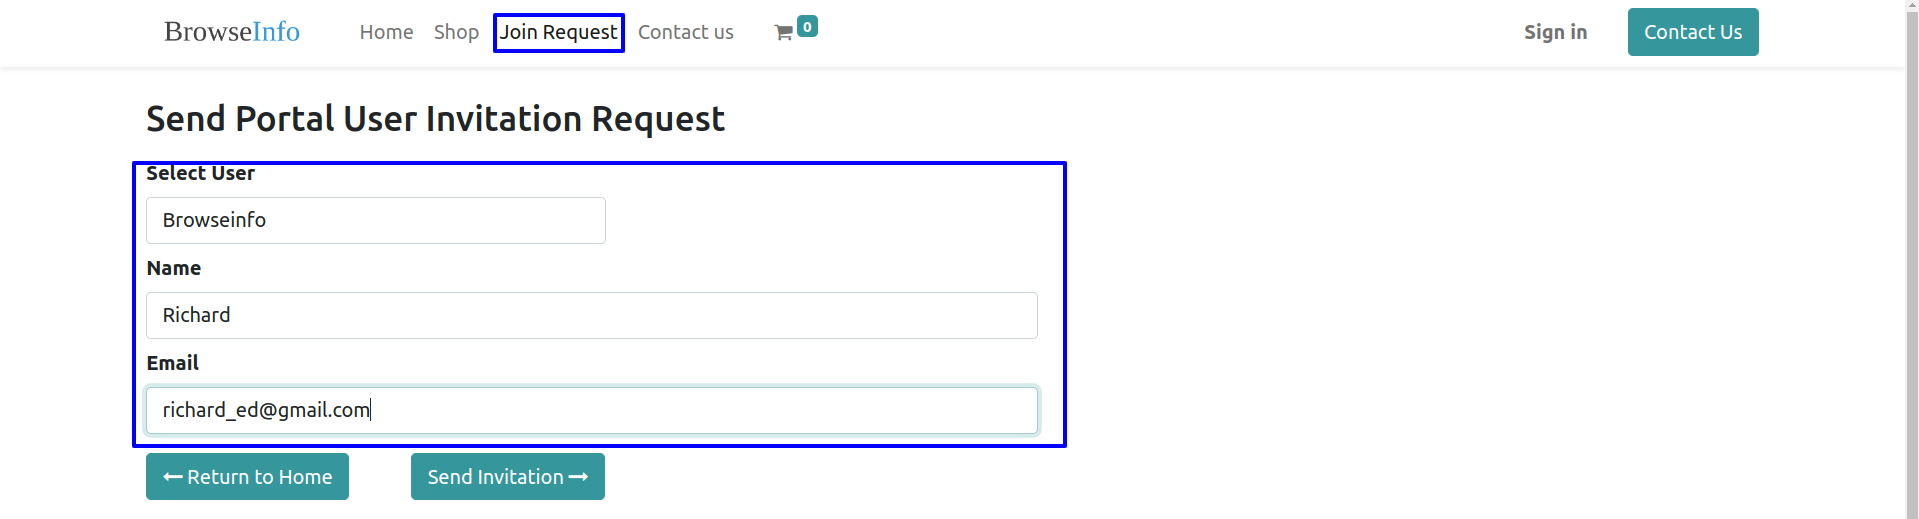 BrowseInfo Home Shop Join Request Contact us 0 Sign in Contact Us
Send Portal User Invitation Request
Select User
Browseinfo
Name
Richard
Email
richard_ed@gmail.com
Return to Home Send Invitation